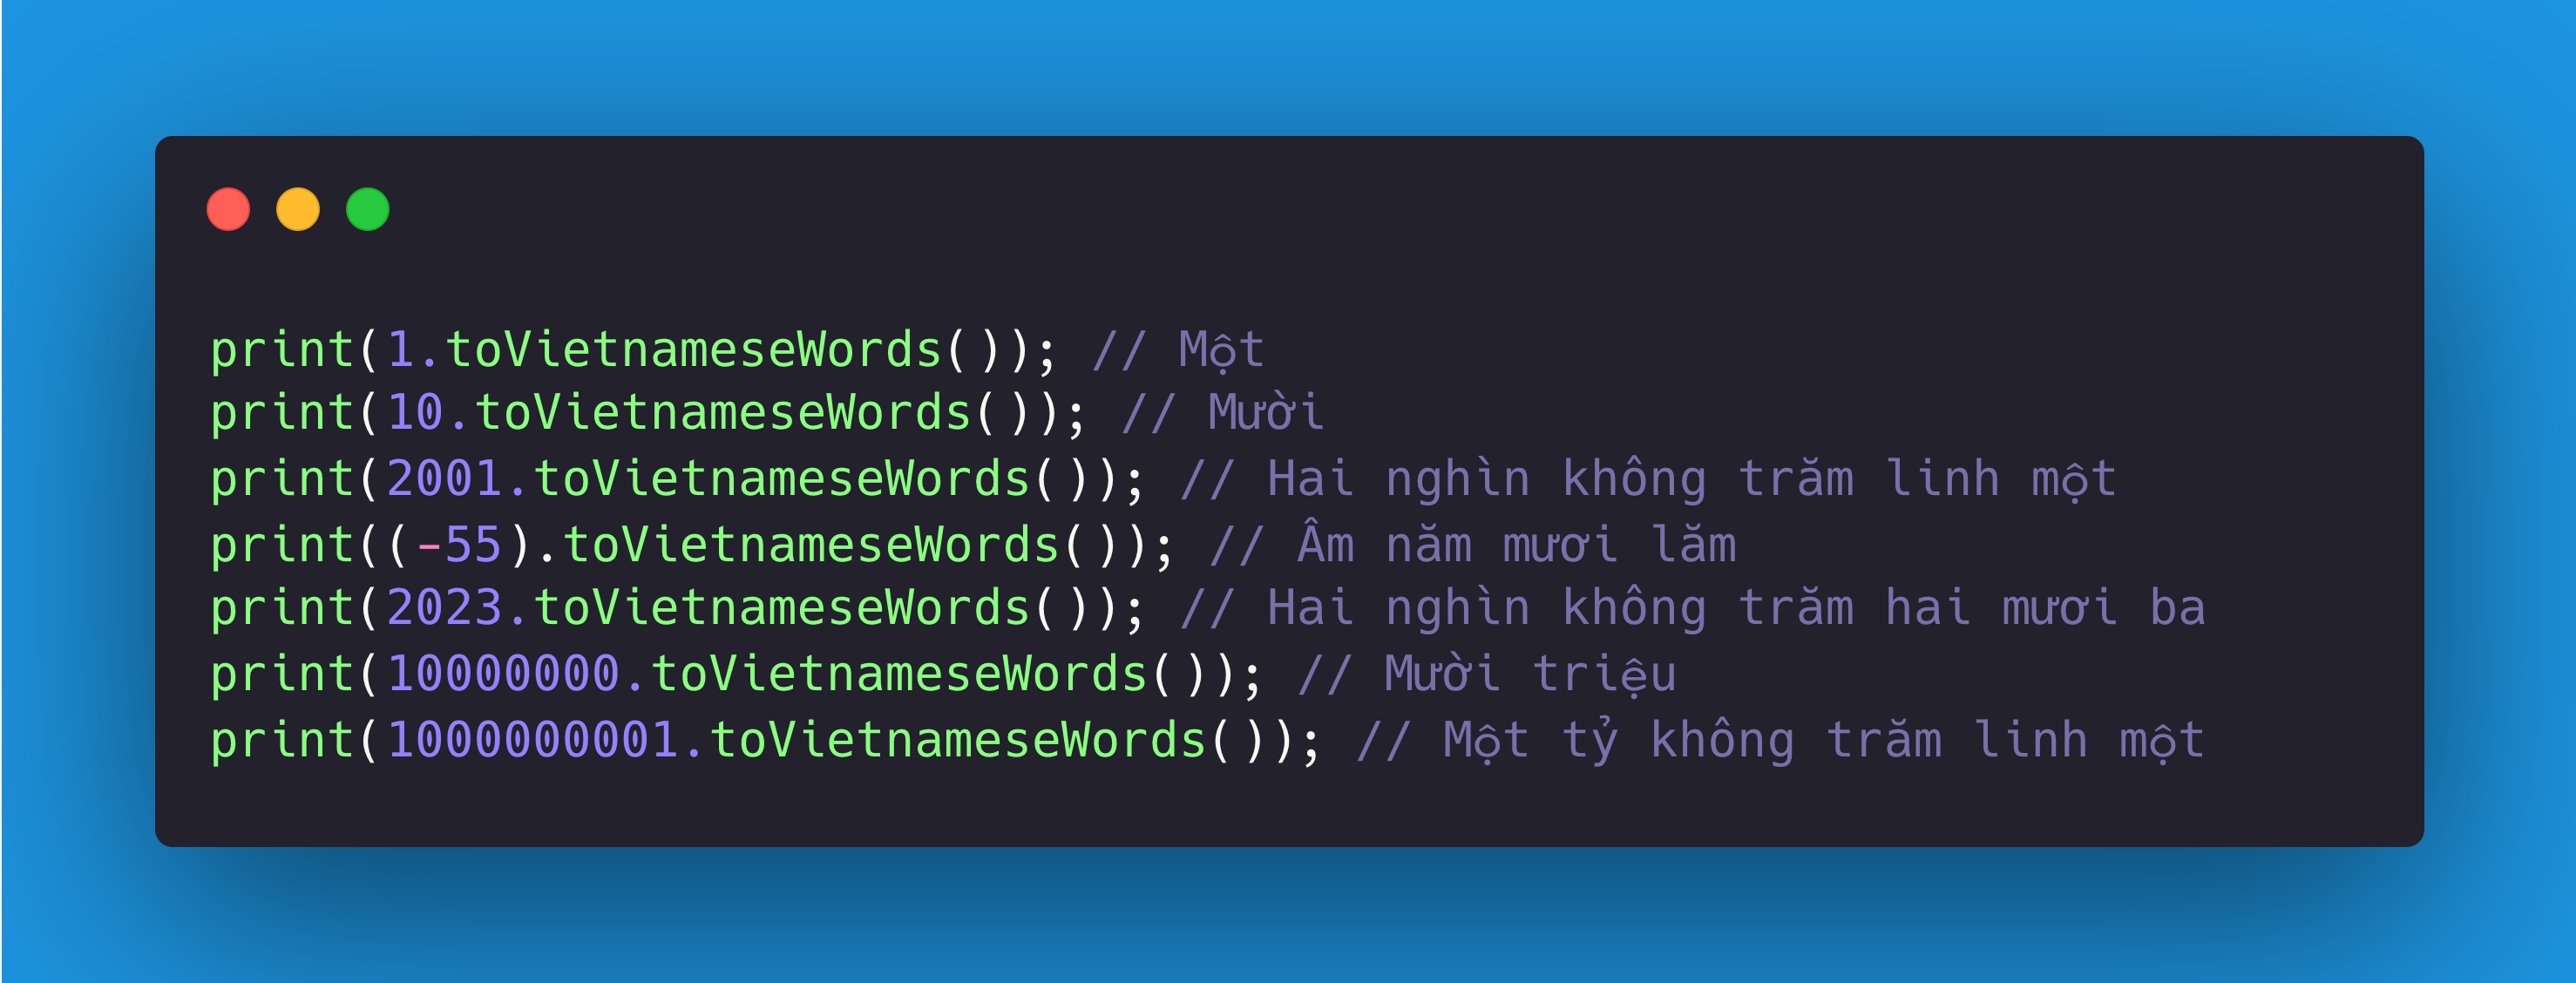 print(1.toVietnameseWords()); // Một
print(10.toVietnameseWords()); // Mười
print(2001.toVietnameseWords()); // Hai nghìn không trăm linh một
print((-55).toVietnameseWords()); // Âm năm mươi lăm
print(2023.toVietnameseWords()); // Hai nghìn không trăm hai mươi ba
print(10000000.toVietnameseWords()); // Mười triệu
print(1000000001.toVietnameseWords()); // Một tỷ không trăm linh một